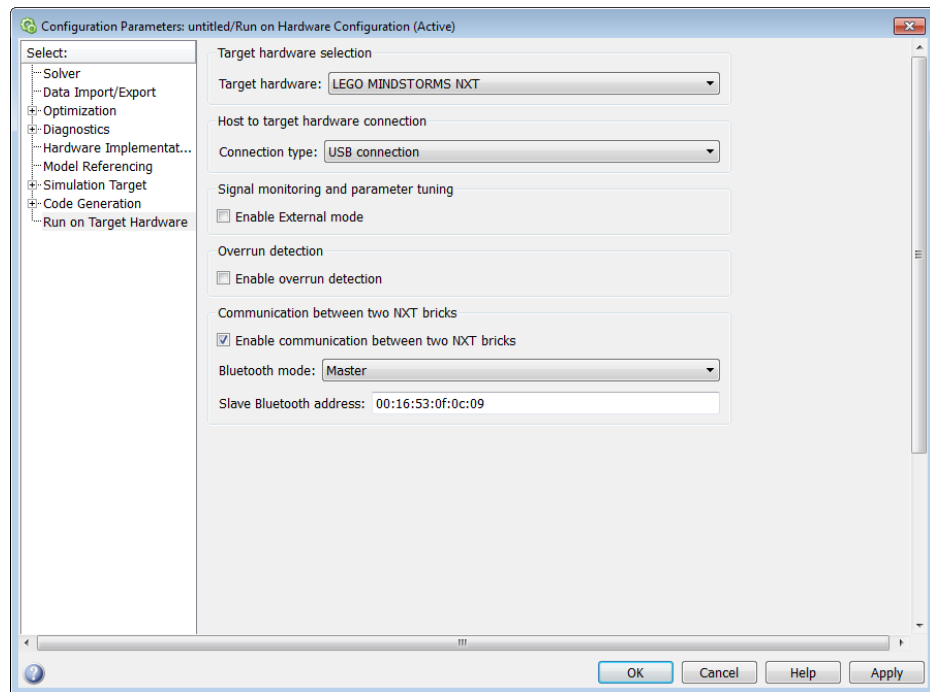 Configuration Parameters: untitled/Run on Hardware Configuration (Active)
Select:
Solver
Data Import/Export
Optimization
Diagnostics
Hardware Implementat...
Model Referencing
Simulation Target
Code Generation
Run on Target Hardware
Target hardware selection
Target hardware: LEGO MINDSTORMS NXT
Host to target hardware connection
Connection type: USB connection
Signal monitoring and parameter tuning
Enable External mode
Overrun detection
Enable overrun detection
Communication between two NXT bricks
Enable communication between two NXT bricks
Bluetooth mode: Master
Slave Bluetooth address: 00:16:53:0f:0c:09
OK Cancel Help Apply